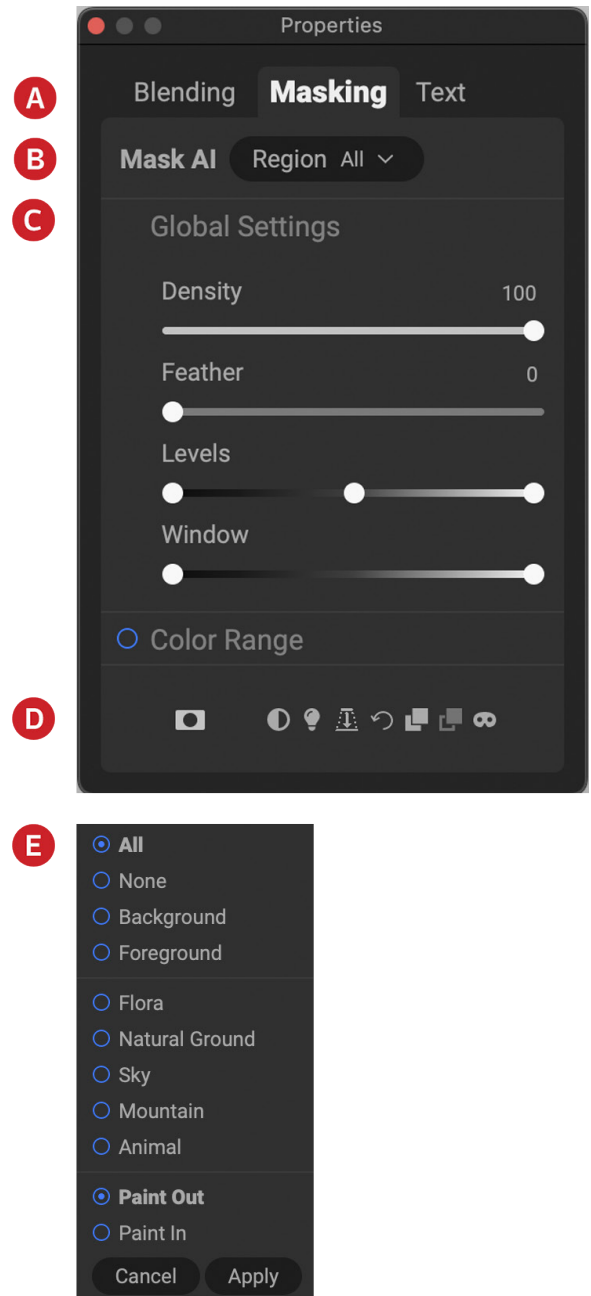 Properties
A
Blending Masking Text
B
Mask AI Region All
C
Global Settings
Density 100
Feather 0
Levels
Window
Color Range
D
E
All
None
Background
Foreground
Flora
Natural Ground
Sky
Mountain
Animal
Paint Out
Paint In
Cancel Apply